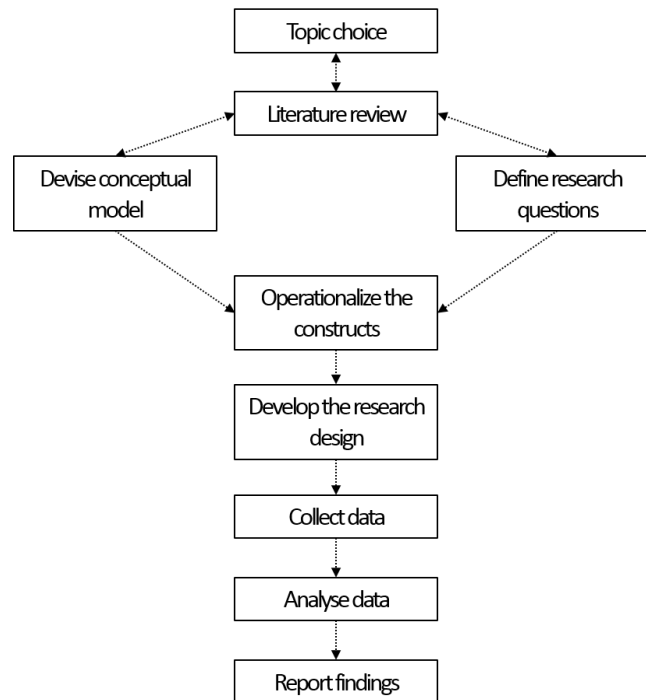 Topic choice
Literature review
Devise conceptual
model
Define research
questions
Operationalize the
constructs
Develop the research
design
Collect data
Analyse data
Report findings